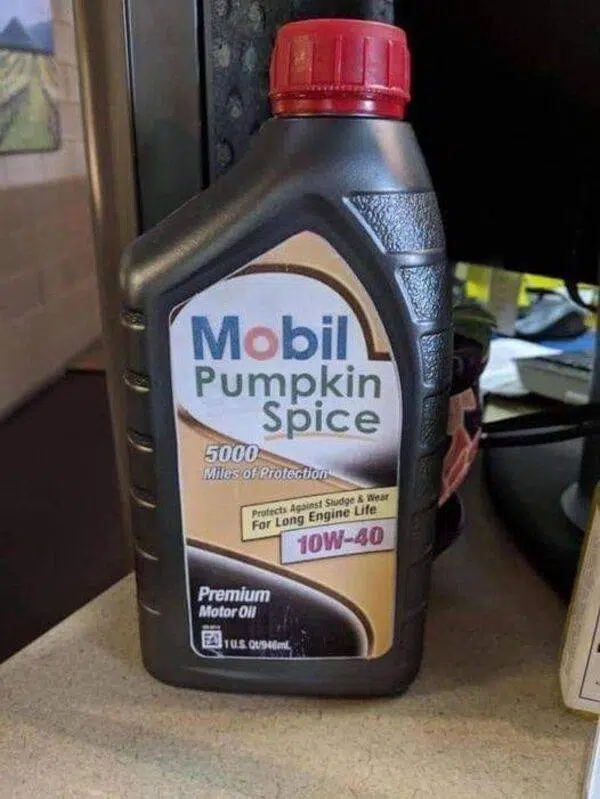 Mobil
Pumpkin
Spice
5000
Miles of Protection
Protects Against Sludge & Wear
For Long Engine Life
10W-40
Premium
Motor Oil
1 U.S. Qt/946mL